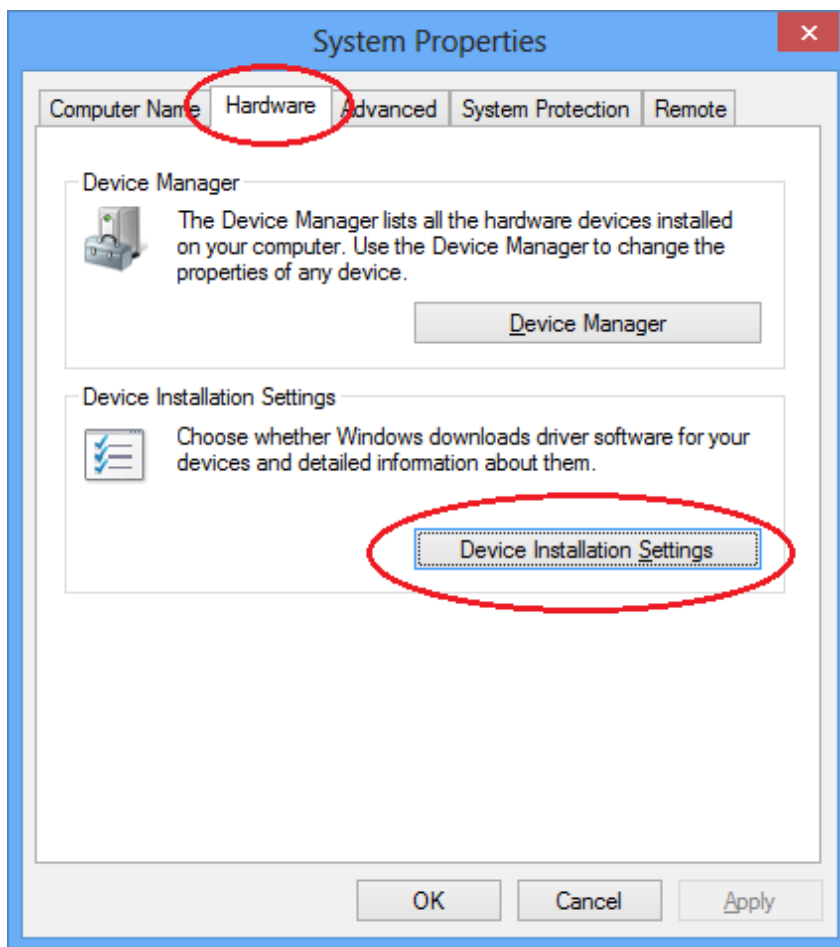 System Properties
Computer Name Hardware Advanced System Protection Remote
Device Manager
The Device Manager lists all the hardware devices installed
on your computer. Use the Device Manager to change the
properties of any device.
Device Manager
Device Installation Settings
Choose whether Windows downloads driver software for your
devices and detailed information about them.
Device Installation Settings
OK Cancel Apply